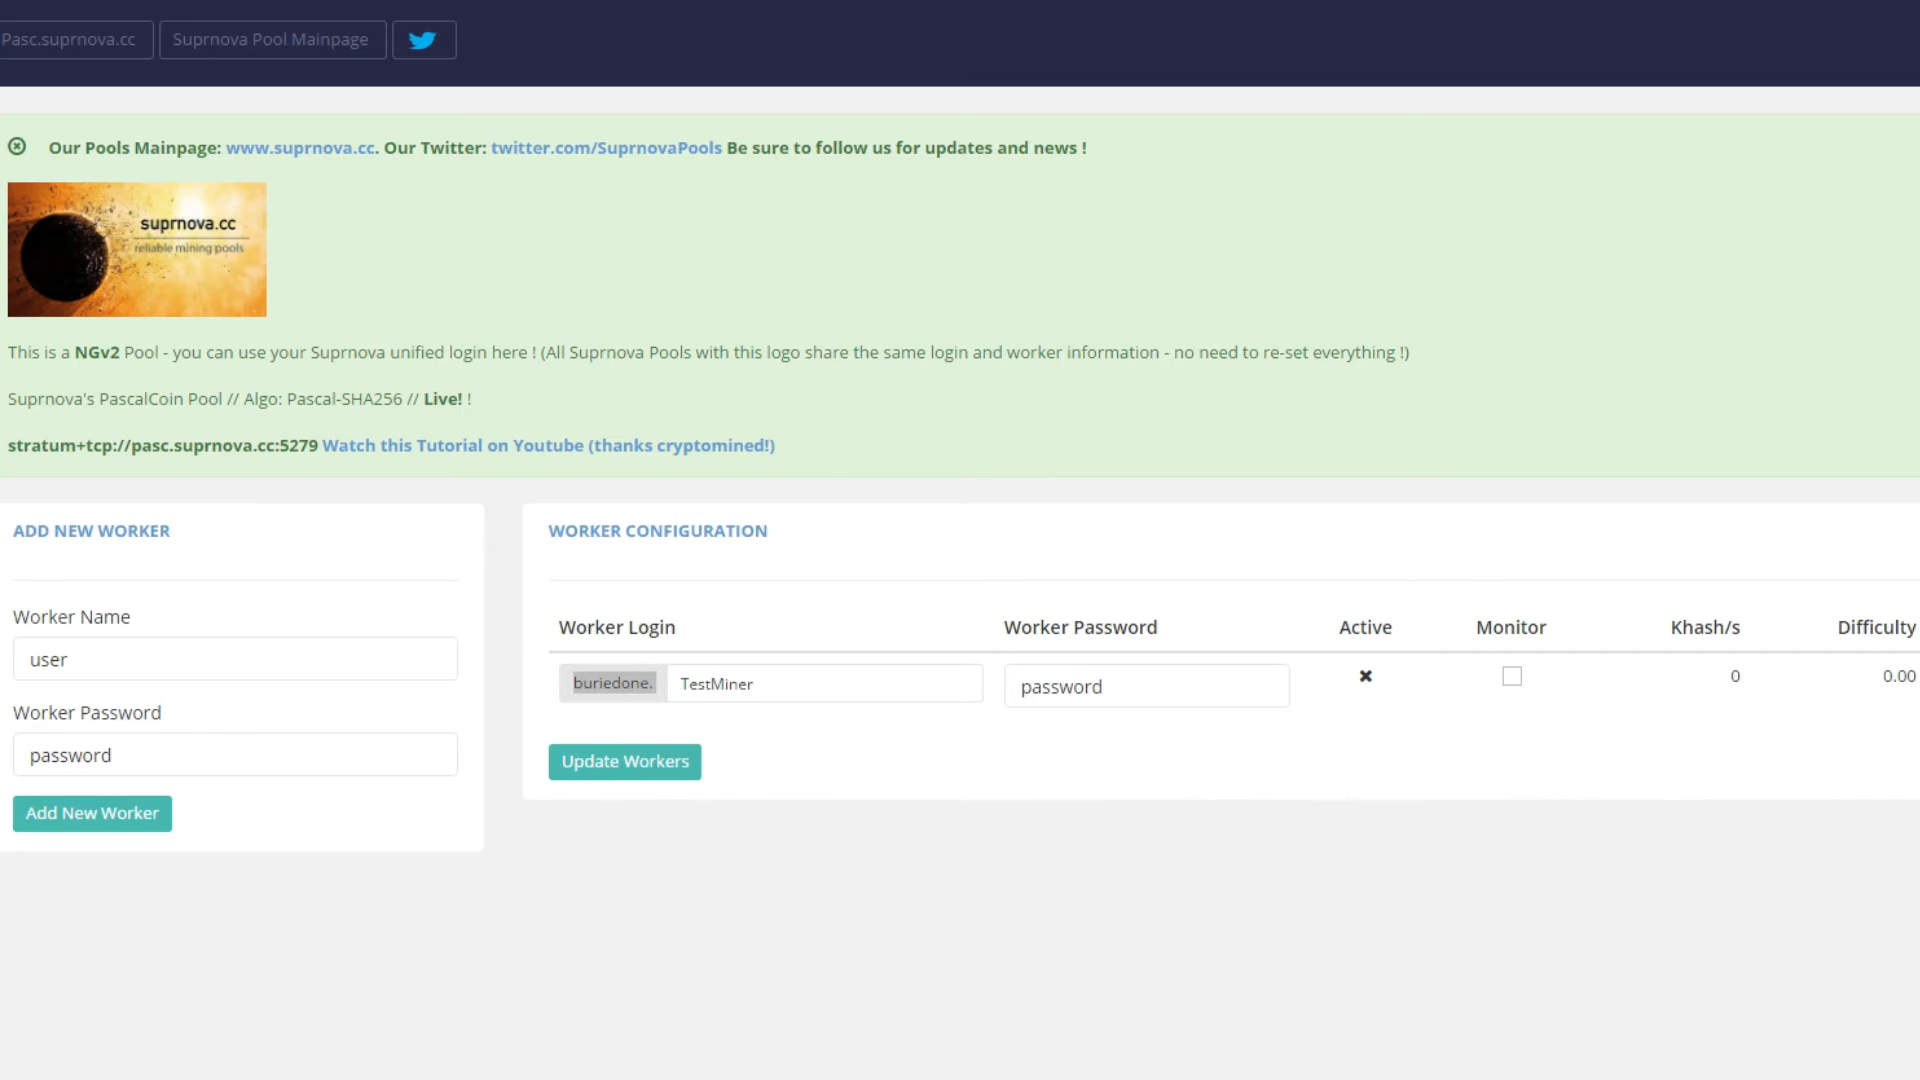 Pasc.suprnova.cc
Suprnova Pool Mainpage
Our Pools Mainpage: www.suprnova.cc. Our Twitter: twitter.com/SuprnovaPools Be sure to follow us for updates and news !
suprnova.cc
reliable mining pools
This is a NGv2 Pool - you can use your Suprnova unified login here ! (All Suprnova Pools with this logo share the same login and worker information - no need to re-set everything !)
Suprnova's PascalCoin Pool // Algo: Pascal-SHA256 // Live! !
stratum+tcp://pasc.suprnova.cc:5279 Watch this Tutorial on Youtube (thanks cryptomined!)
ADD NEW WORKER
Worker Name
user
Worker Password
password
Add New Worker
WORKER CONFIGURATION
Worker Login Worker Password Active Monitor Khash/s Difficulty
buriedone. TestMiner password 0 0.00
Update Workers